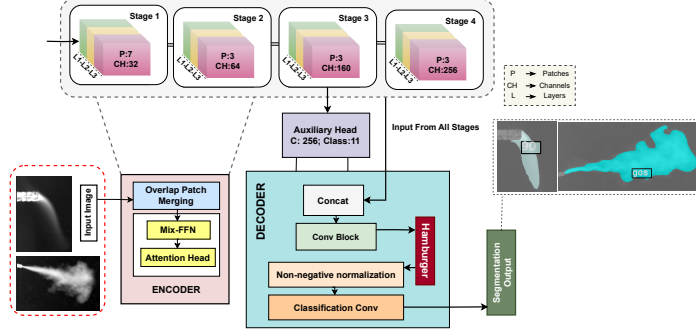 Stage 1
Stage 2
Stage 3
Stage 4
P:7
CH:32
P:3
CH:64
P:3
CH:160
P:3
CH:256
L1-L2-L3
L1-L2-L3
L1-L2-L3
L1-L2-L3
P → Patches
CH → Channels
L → Layers
Auxiliary Head
C: 256; Class:11
Input From All Stages
gas
Input Image
Overlap Patch
Merging
Mix-FFN
Attention Head
ENCODER
DECODER
Concat
Conv Block
Hamburger
Non-negative normalization
Classification Conv
Segmentation
Output